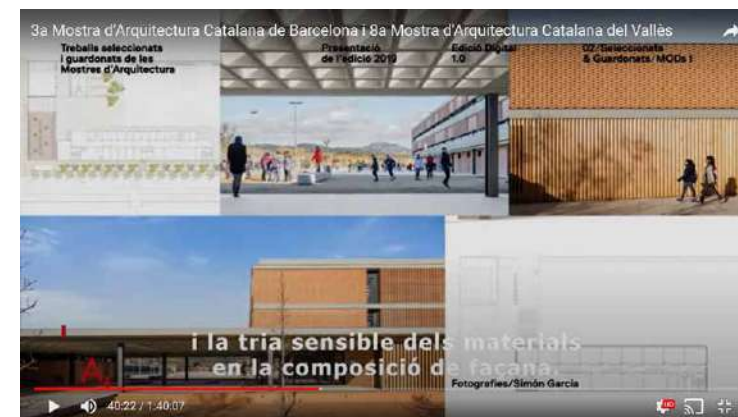 3a Mostra d'Arquitectura Catalana de Barcelona i 8a Mostra d'Arquitectura Catalana del Vallès
Treballs seleccionats
i guardonats de les
Mostres d'Arquitectura
Presentació
de l'edició 2019
Edició Digital
1.0
02/Seleccionats
& Guardonats/MODs I
i la tria sensible dels materials
en la composició de façana.
Fotografies/Simón García
40:22 / 1:40:07
HD